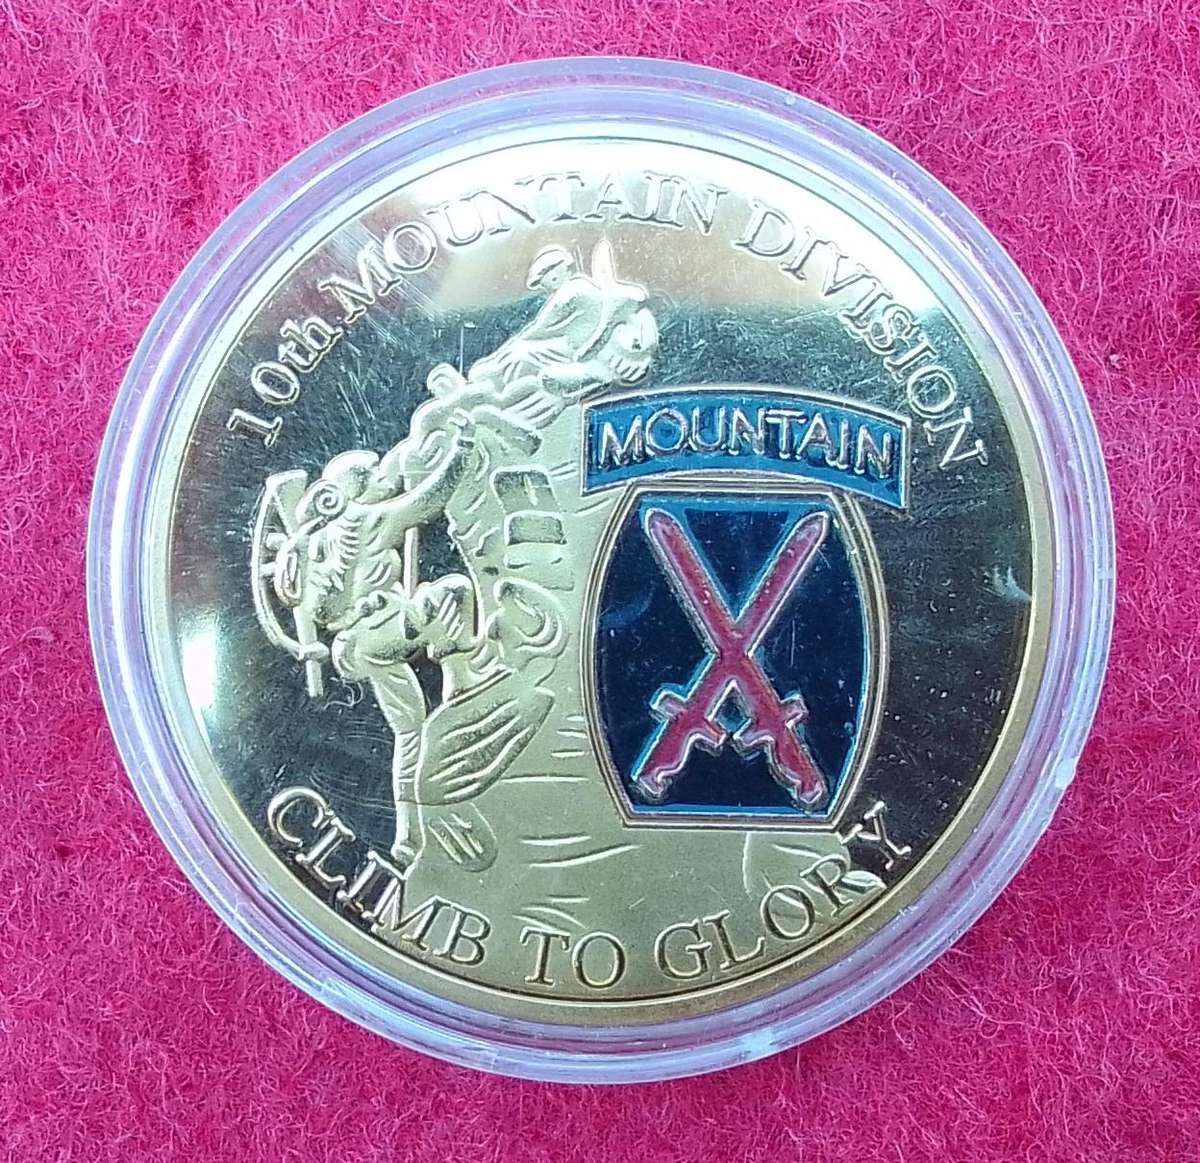 10th MOUNTAIN DIVISION
MOUNTAIN
CLIMB TO GLORY